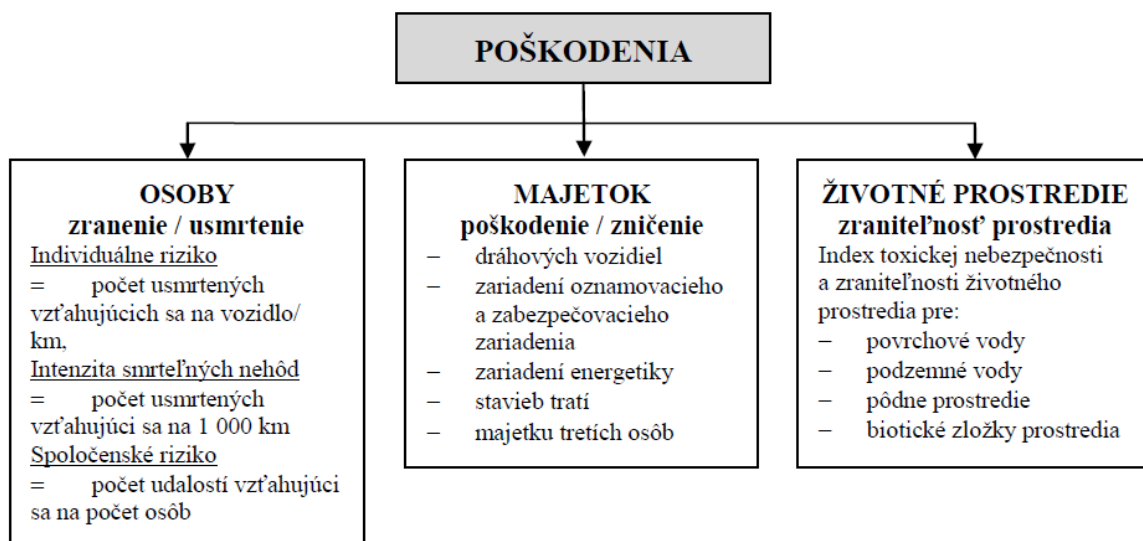 POŠKODENIA
OSOBY
zranenie / usmrtenie
Individuálne riziko
= počet usmrtených
vzťahujúcich sa na vozidlo/
km,
Intenzita smrteľných nehôd
= počet usmrtených
vzťahujúci sa na 1 000 km
Spoločenské riziko
= počet udalostí vzťahujúci
sa na počet osôb
MAJETOK
poškodenie / zničenie
– dráhových vozidiel
– zariadení oznamovacieho
a zabezpečovacieho
zariadenia
– zariadení energetiky
– stavieb tratí
– majetku tretích osôb
ŽIVOTNÉ PROSTREDIE
zraniteľnosť prostredia
Index toxickej nebezpečnosti
a zraniteľnosti životného
prostredia pre:
– povrchové vody
– podzemné vody
– pôdne prostredie
– biotické zložky prostredia